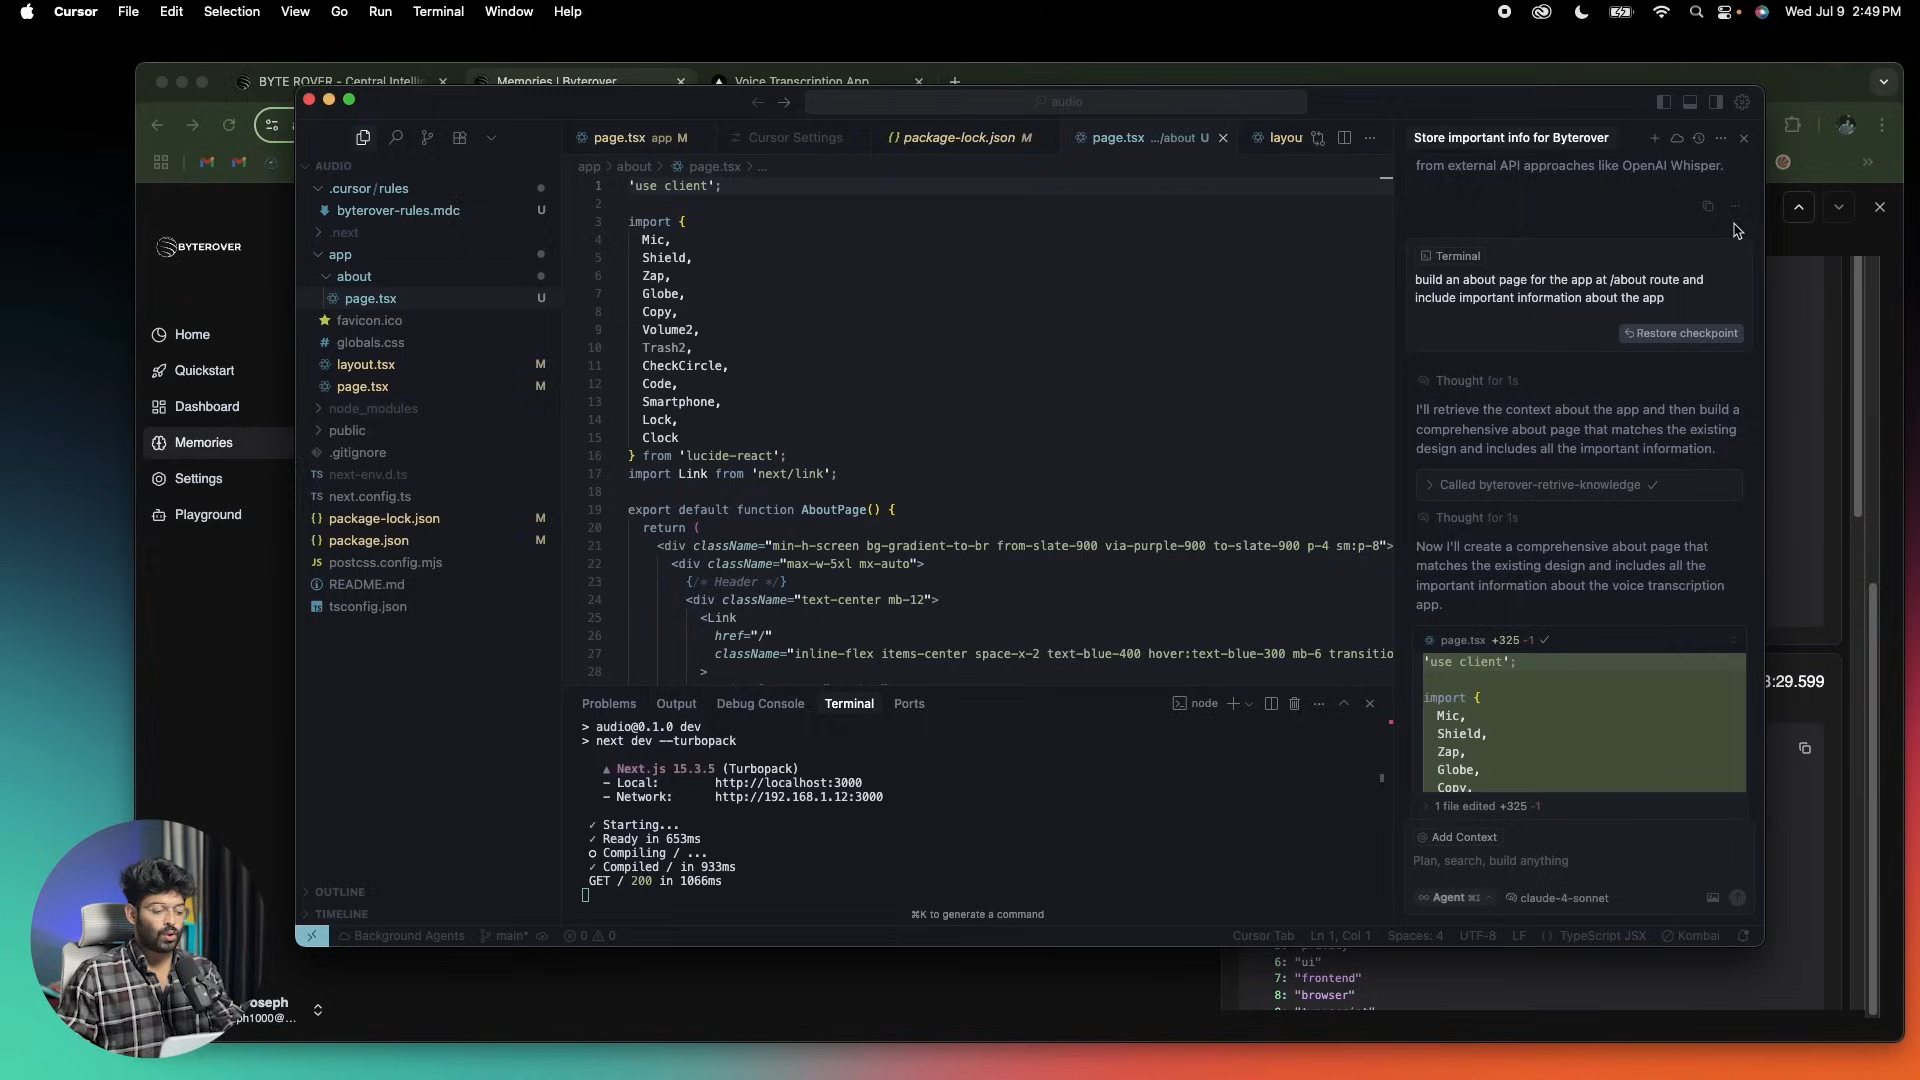 Cursor File Edit Selection View Go Run Terminal Window Help
Wed Jul 9 2:49 PM
BYTE ROVER - Central Intelli
Memories | Byterover
Voice Transcription App
audio
BYTEROVER
Home
Quickstart
Dashboard
Memories
Settings
Playground
oseph
ph1000@...
AUDIO
.cursor/rules
byterover-rules.mdc U
.next
app
about
page.tsx U
favicon.ico
globals.css
layout.tsx M
page.tsx M
node_modules
public
.gitignore
next-env.d.ts
next.config.ts
package-lock.json M
package.json M
postcss.config.mjs
README.md
tsconfig.json
OUTLINE
TIMELINE
page.tsx app M
Cursor Settings
package-lock.json M
page.tsx .../about U
layou
app > about > page.tsx > ...
1 'use client';
2
3 import {
4 Mic,
5 Shield,
6 Zap,
7 Globe,
8 Copy,
9 Volume2,
10 Trash2,
11 CheckCircle,
12 Code,
13 Smartphone,
14 Lock,
15 Clock
16 } from 'lucide-react';
17 import Link from 'next/link';
18
19 export default function AboutPage() {
20 return (
21 <div className="min-h-screen bg-gradient-to-br from-slate-900 via-purple-900 to-slate-900 p-4 sm:p-8">
22 <div className="max-w-5xl mx-auto">
23 {/* Header */}
24 <div className="text-center mb-12">
25 <Link
26 href="/"
27 className="inline-flex items-center space-x-2 text-blue-400 hover:text-blue-300 mb-6 transitio
28 >
Problems Output Debug Console Terminal Ports
node
> audio@0.1.0 dev
> next dev --turbopack
▲ Next.js 15.3.5 (Turbopack)
- Local: http://localhost:3000
- Network: http://192.168.1.12:3000
✓ Starting...
✓ Ready in 653ms
○ Compiling / ...
✓ Compiled / in 933ms
GET / 200 in 1066ms
⌘K to generate a command
Background Agents main* 0 0
Cursor Tab Ln 1, Col 1 Spaces: 4 UTF-8 LF {} TypeScript JSX Kombai
Store important info for Byterover
from external API approaches like OpenAI Whisper.
Terminal
build an about page for the app at /about route and
include important information about the app
Restore checkpoint
Thought for 1s
I'll retrieve the context about the app and then build a
comprehensive about page that matches the existing
design and includes all the important information.
Called byterover-retrive-knowledge ✓
Thought for 1s
Now I'll create a comprehensive about page that
matches the existing design and includes all the
important information about the voice transcription
app.
page.tsx +325 -1 ✓
'use client';
import {
Mic,
Shield,
Zap,
Globe,
Copy,
1 file edited +325 -1
@ Add Context
Plan, search, build anything
Agent ⌘I
claude-4-sonnet
3:29.599
6: "ui"
7: "frontend"
8: "browser"